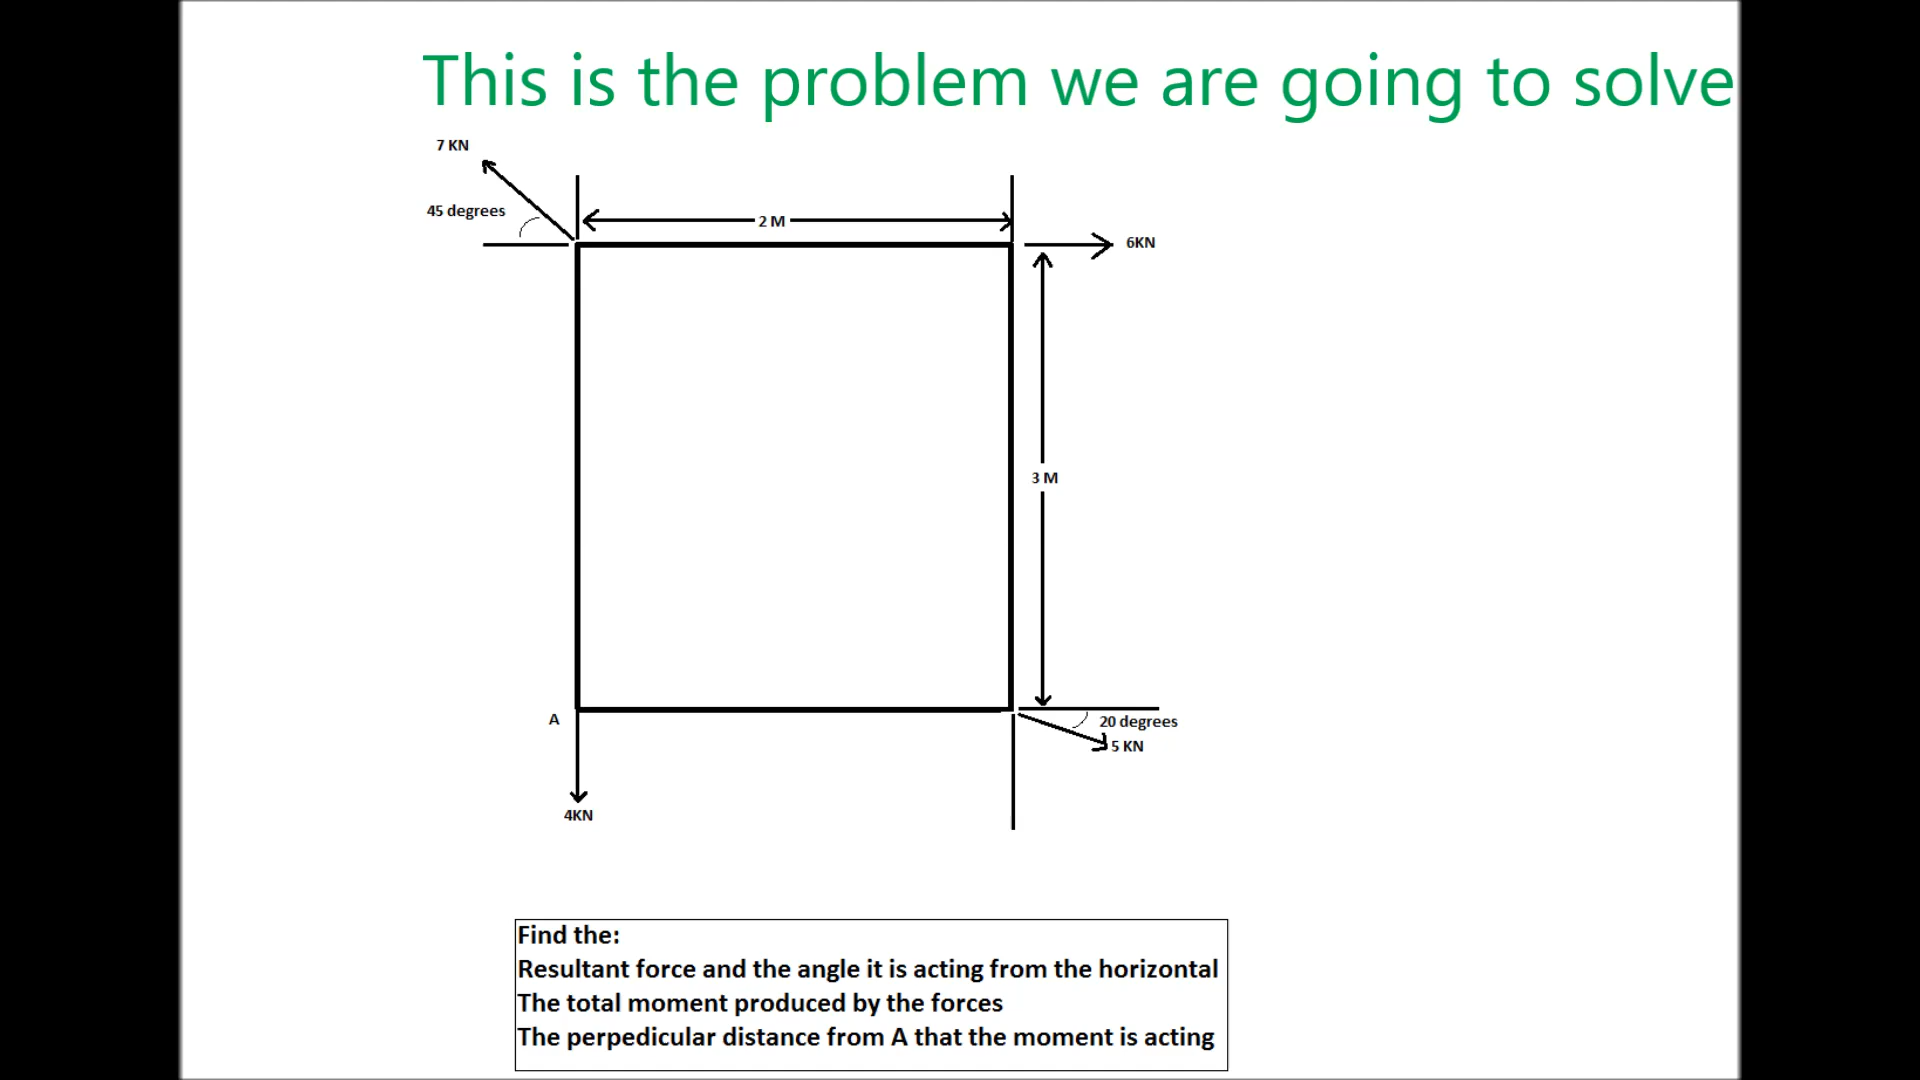 This is the problem we are going to solve
7 KN
45 degrees
2 M
6KN
3 M
A
20 degrees
5 KN
4KN
Find the:
Resultant force and the angle it is acting from the horizontal
The total moment produced by the forces
The perpedicular distance from A that the moment is acting